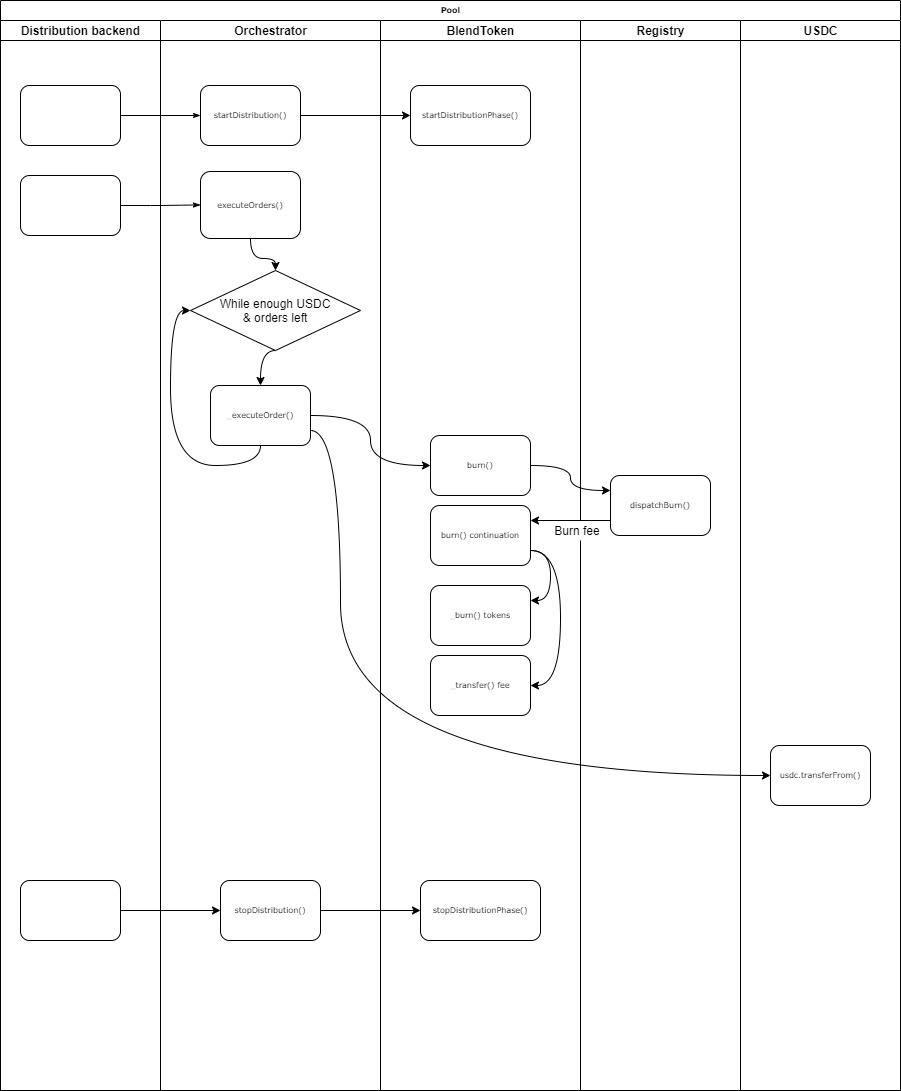 Pool
Distribution backend
Orchestrator
BlendToken
Registry
USDC
startDistribution()
startDistributionPhase()
executeOrders()
While enough USDC
& orders left
_executeOrder()
burn()
dispatchBurn()
Burn fee
burn() continuation
_burn() tokens
_transfer() fee
usdc.transferFrom()
stopDistribution()
stopDistributionPhase()